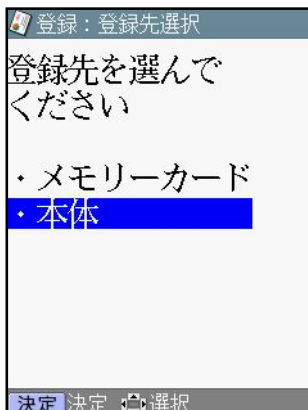 登録：登録先選択
登録先を選んで
ください
・メモリーカード
・本体
決定 決定 選択